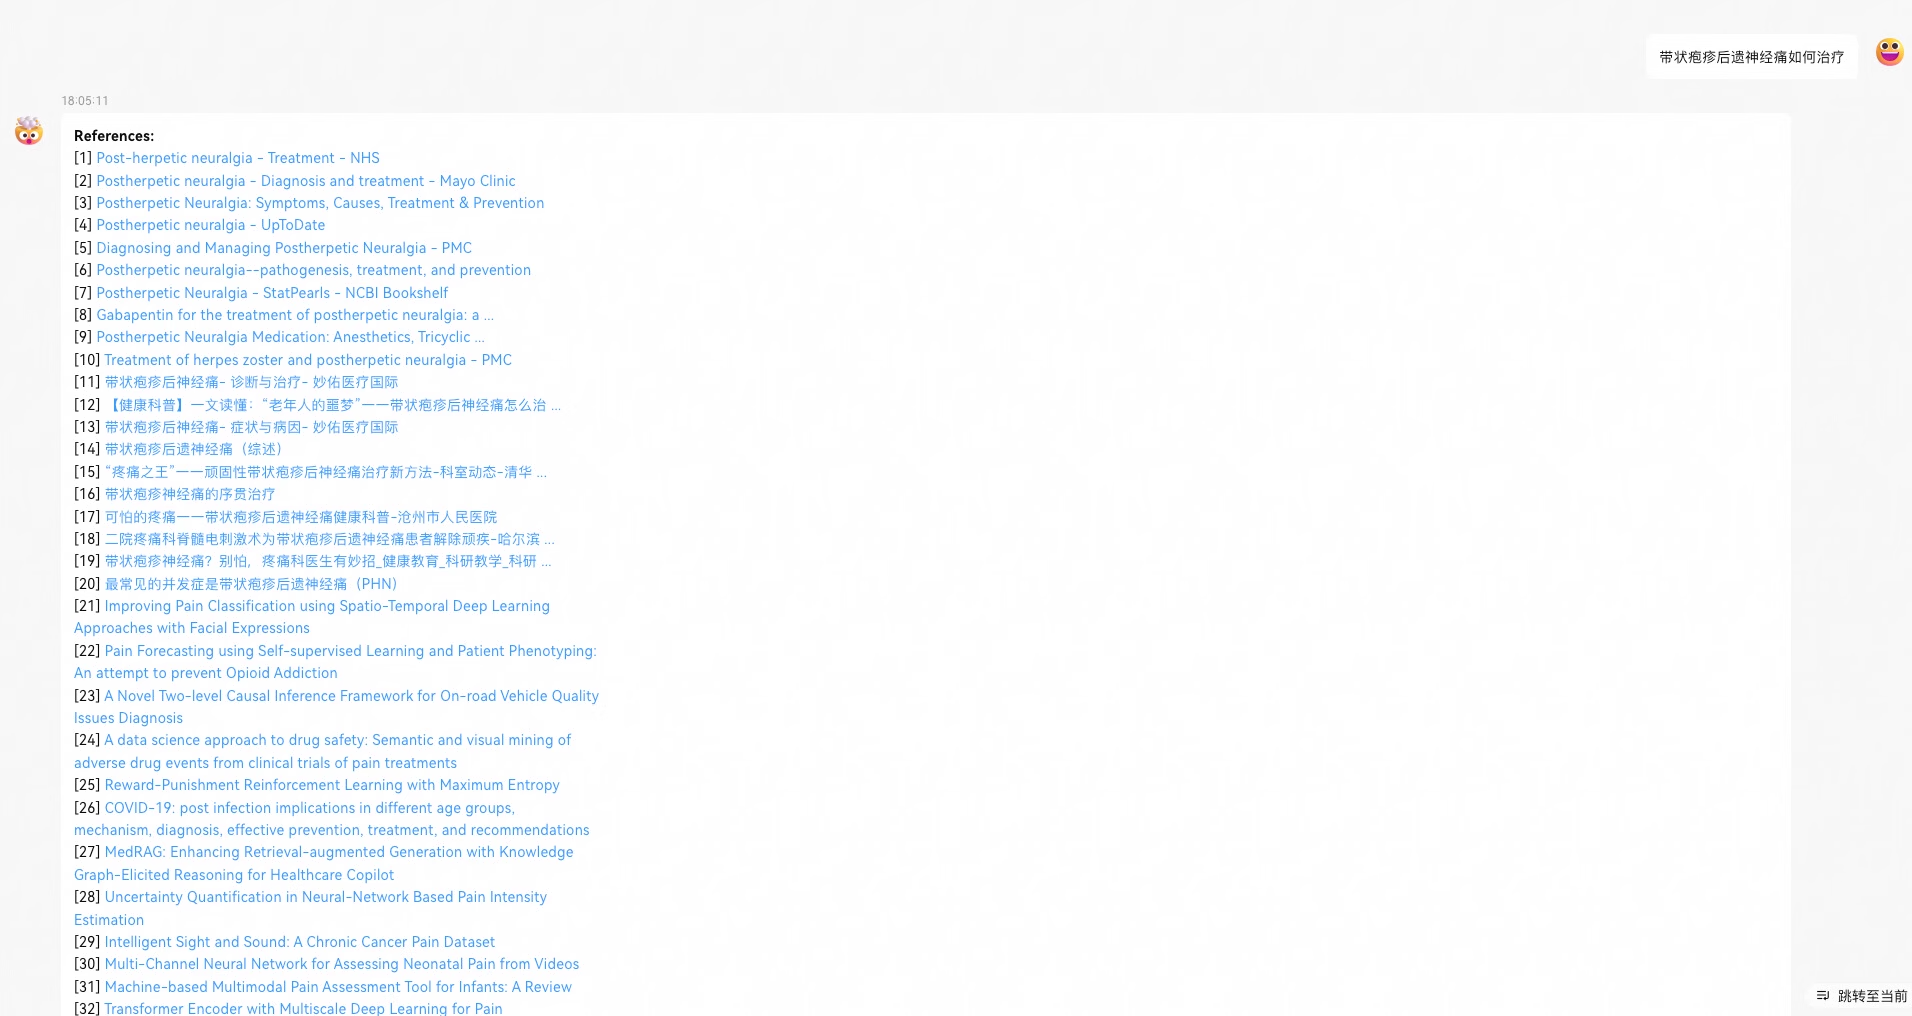 带状疱疹后遗神经痛如何治疗
18:05:11
References:
[1] Post-herpetic neuralgia - Treatment - NHS
[2] Postherpetic neuralgia - Diagnosis and treatment - Mayo Clinic
[3] Postherpetic Neuralgia: Symptoms, Causes, Treatment & Prevention
[4] Postherpetic neuralgia - UpToDate
[5] Diagnosing and Managing Postherpetic Neuralgia - PMC
[6] Postherpetic neuralgia--pathogenesis, treatment, and prevention
[7] Postherpetic Neuralgia - StatPearls - NCBI Bookshelf
[8] Gabapentin for the treatment of postherpetic neuralgia: a ...
[9] Postherpetic Neuralgia Medication: Anesthetics, Tricyclic ...
[10] Treatment of herpes zoster and postherpetic neuralgia - PMC
[11] 带状疱疹后神经痛- 诊断与治疗- 妙佑医疗国际
[12] 【健康科普】一文读懂：“老年人的噩梦”——带状疱疹后神经痛怎么治 ...
[13] 带状疱疹后神经痛- 症状与病因- 妙佑医疗国际
[14] 带状疱疹后遗神经痛（综述）
[15] “疼痛之王”——顽固性带状疱疹后神经痛治疗新方法-科室动态-清华 ...
[16] 带状疱疹神经痛的序贯治疗
[17] 可怕的疼痛——带状疱疹后遗神经痛健康科普-沧州市人民医院
[18] 二院疼痛科脊髓电刺激术为带状疱疹后遗神经痛患者解除顽疾-哈尔滨 ...
[19] 带状疱疹神经痛？别怕，疼痛科医生有妙招_健康教育_科研教学_科研 ...
[20] 最常见的并发症是带状疱疹后遗神经痛（PHN）
[21] Improving Pain Classification using Spatio-Temporal Deep Learning
Approaches with Facial Expressions
[22] Pain Forecasting using Self-supervised Learning and Patient Phenotyping:
An attempt to prevent Opioid Addiction
[23] A Novel Two-level Causal Inference Framework for On-road Vehicle Quality
Issues Diagnosis
[24] A data science approach to drug safety: Semantic and visual mining of
adverse drug events from clinical trials of pain treatments
[25] Reward-Punishment Reinforcement Learning with Maximum Entropy
[26] COVID-19: post infection implications in different age groups,
mechanism, diagnosis, effective prevention, treatment, and recommendations
[27] MedRAG: Enhancing Retrieval-augmented Generation with Knowledge
Graph-Elicited Reasoning for Healthcare Copilot
[28] Uncertainty Quantification in Neural-Network Based Pain Intensity
Estimation
[29] Intelligent Sight and Sound: A Chronic Cancer Pain Dataset
[30] Multi-Channel Neural Network for Assessing Neonatal Pain from Videos
[31] Machine-based Multimodal Pain Assessment Tool for Infants: A Review
[32] Transformer Encoder with Multiscale Deep Learning for Pain
跳转至当前